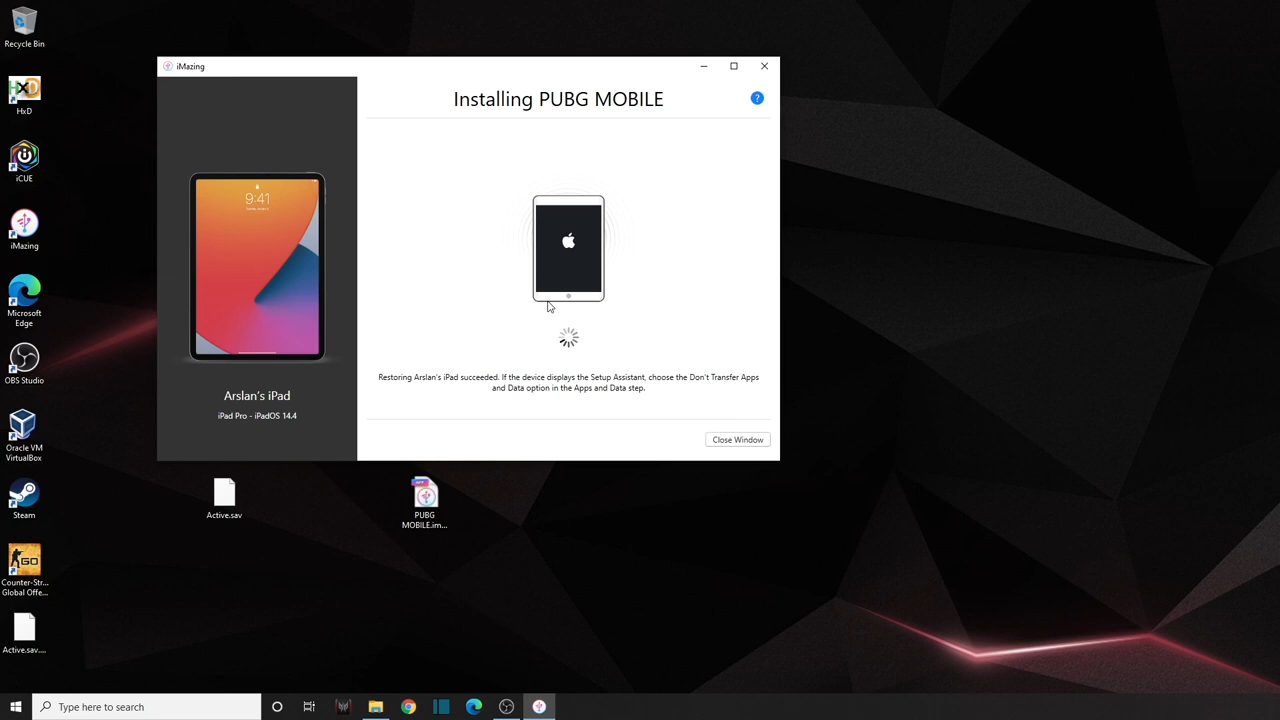 Recycle Bin
HxD
iCUE
iMazing
Microsoft
Edge
OBS Studio
Oracle VM
VirtualBox
Steam
Counter-Str...
Global Offe...
Active.sav....
iMazing
9:41
Arslan's iPad
iPad Pro - iPadOS 14.4
Installing PUBG MOBILE
?
Restoring Arslan's iPad succeeded. If the device displays the Setup Assistant, choose the Don't Transfer Apps
and Data option in the Apps and Data step.
Close Window
Active.sav
PUBG
MOBILE.im...
Type here to search